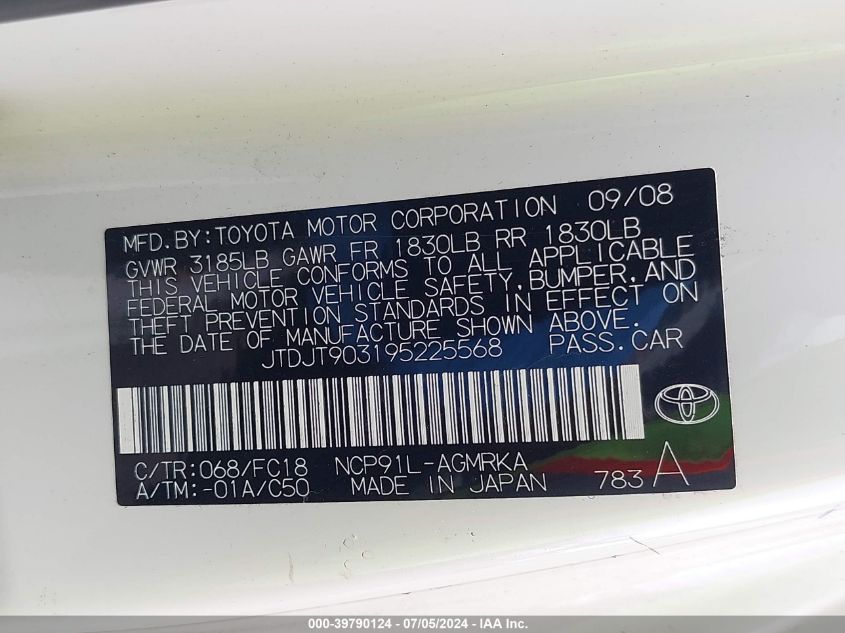 MFD.BY:TOYOTA MOTOR CORPORATION 09/08
GVWR 3185LB GAWR FR 1830LB RR 1830LB
THIS VEHICLE CONFORMS TO ALL APPLICABLE
FEDERAL MOTOR VEHICLE SAFETY,BUMPER,AND
THEFT PREVENTION STANDARDS IN EFFECT ON
THE DATE OF MANUFACTURE SHOWN ABOVE.
JTDJT903195225568 PASS.CAR
C/TR:068/FC18 NCP91L-AGMRKA
A/TM:-01A/C50 MADE IN JAPAN 783 A
000-39790124 - 07/05/2024 - IAA Inc.